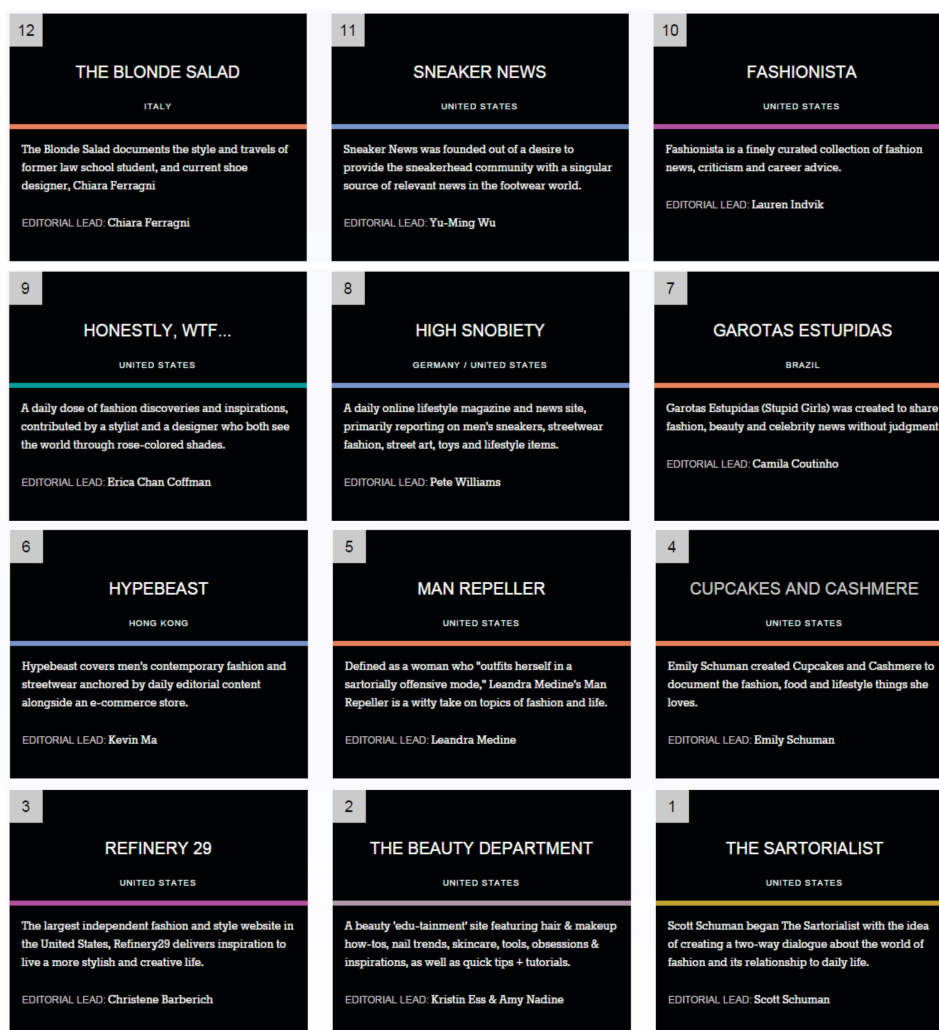 12
THE BLONDE SALAD
ITALY
The Blonde Salad documents the style and travels of
former law school student, and current shoe
designer, Chiara Ferragni
EDITORIAL LEAD: Chiara Ferragni
11
SNEAKER NEWS
UNITED STATES
Sneaker News was founded out of a desire to
provide the sneakerhead community with a singular
source of relevant news in the footwear world.
EDITORIAL LEAD: Yu-Ming Wu
10
FASHIONISTA
UNITED STATES
Fashionista is a finely curated collection of fashion
news, criticism and career advice.
EDITORIAL LEAD: Lauren Indvik
9
HONESTLY, WTF...
UNITED STATES
A daily dose of fashion discoveries and inspirations,
contributed by a stylist and a designer who both see
the world through rose-colored shades.
EDITORIAL LEAD: Erica Chan Coffman
8
HIGH SNOBIETY
GERMANY / UNITED STATES
A daily online lifestyle magazine and news site,
primarily reporting on men's sneakers, streetwear
fashion, street art, toys and lifestyle items.
EDITORIAL LEAD: Pete Williams
7
GAROTAS ESTUPIDAS
BRAZIL
Garotas Estupidas (Stupid Girls) was created to share
fashion, beauty and celebrity news without judgment
EDITORIAL LEAD: Camila Coutinho
6
HYPEBEAST
HONG KONG
Hypebeast covers men's contemporary fashion and
streetwear anchored by daily editorial content
alongside an e-commerce store.
EDITORIAL LEAD: Kevin Ma
5
MAN REPELLER
UNITED STATES
Defined as a woman who "outfits herself in a
sartorially offensive mode," Leandra Medine's Man
Repeller is a witty take on topics of fashion and life.
EDITORIAL LEAD: Leandra Medine
4
CUPCAKES AND CASHMERE
UNITED STATES
Emily Schuman created Cupcakes and Cashmere to
document the fashion, food and lifestyle things she
loves.
EDITORIAL LEAD: Emily Schuman
3
REFINERY 29
UNITED STATES
The largest independent fashion and style website in
the United States, Refinery29 delivers inspiration to
live a more stylish and creative life.
EDITORIAL LEAD: Christene Barberich
2
THE BEAUTY DEPARTMENT
UNITED STATES
A beauty 'edu-tainment' site featuring hair & makeup
how-tos, nail trends, skincare, tools, obsessions &
inspirations, as well as quick tips + tutorials.
EDITORIAL LEAD: Kristin Ess & Amy Nadine
1
THE SARTORIALIST
UNITED STATES
Scott Schuman began The Sartorialist with the idea
of creating a two-way dialogue about the world of
fashion and its relationship to daily life.
EDITORIAL LEAD: Scott Schuman